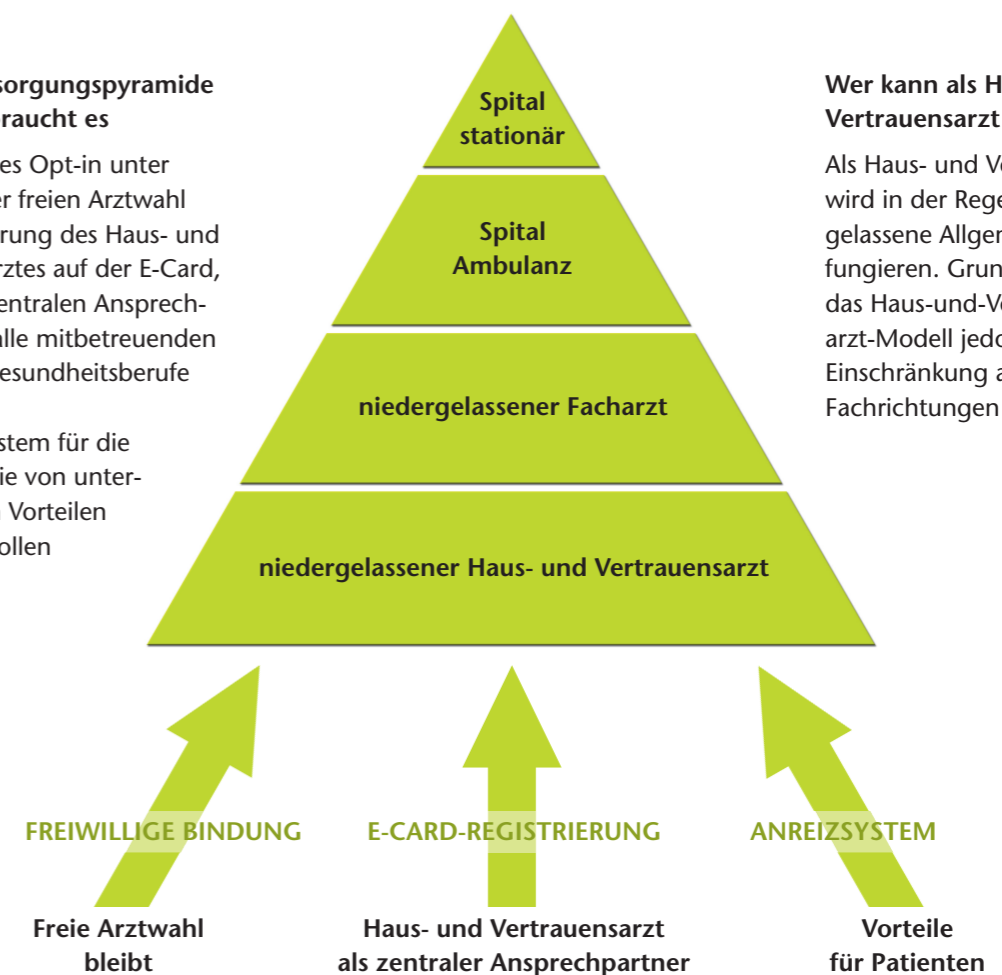 sorgungspyramide
raucht es
es Opt-in unter
er freien Arztwahl
rung des Haus- und
rztes auf der E-Card,
entralen Ansprech-
alle mitbetreuenden
esundheitsberufe
stem für die
ie von unter-
Vorteilen
ollen
Spital
stationär
Spital
Ambulanz
niedergelassener Facharzt
niedergelassener Haus- und Vertrauensarzt
Wer kann als H
Vertrauensarzt
Als Haus- und Ve
wird in der Rege
gelassene Allger
fungieren. Grun
das Haus-und-Ve
arzt-Modell jedo
Einschränkung a
Fachrichtungen
FREIWILLIGE BINDUNG
E-CARD-REGISTRIERUNG
ANREIZSYSTEM
Freie Arztwahl
bleibt
Haus- und Vertrauensarzt
als zentraler Ansprechpartner
Vorteile
für Patienten